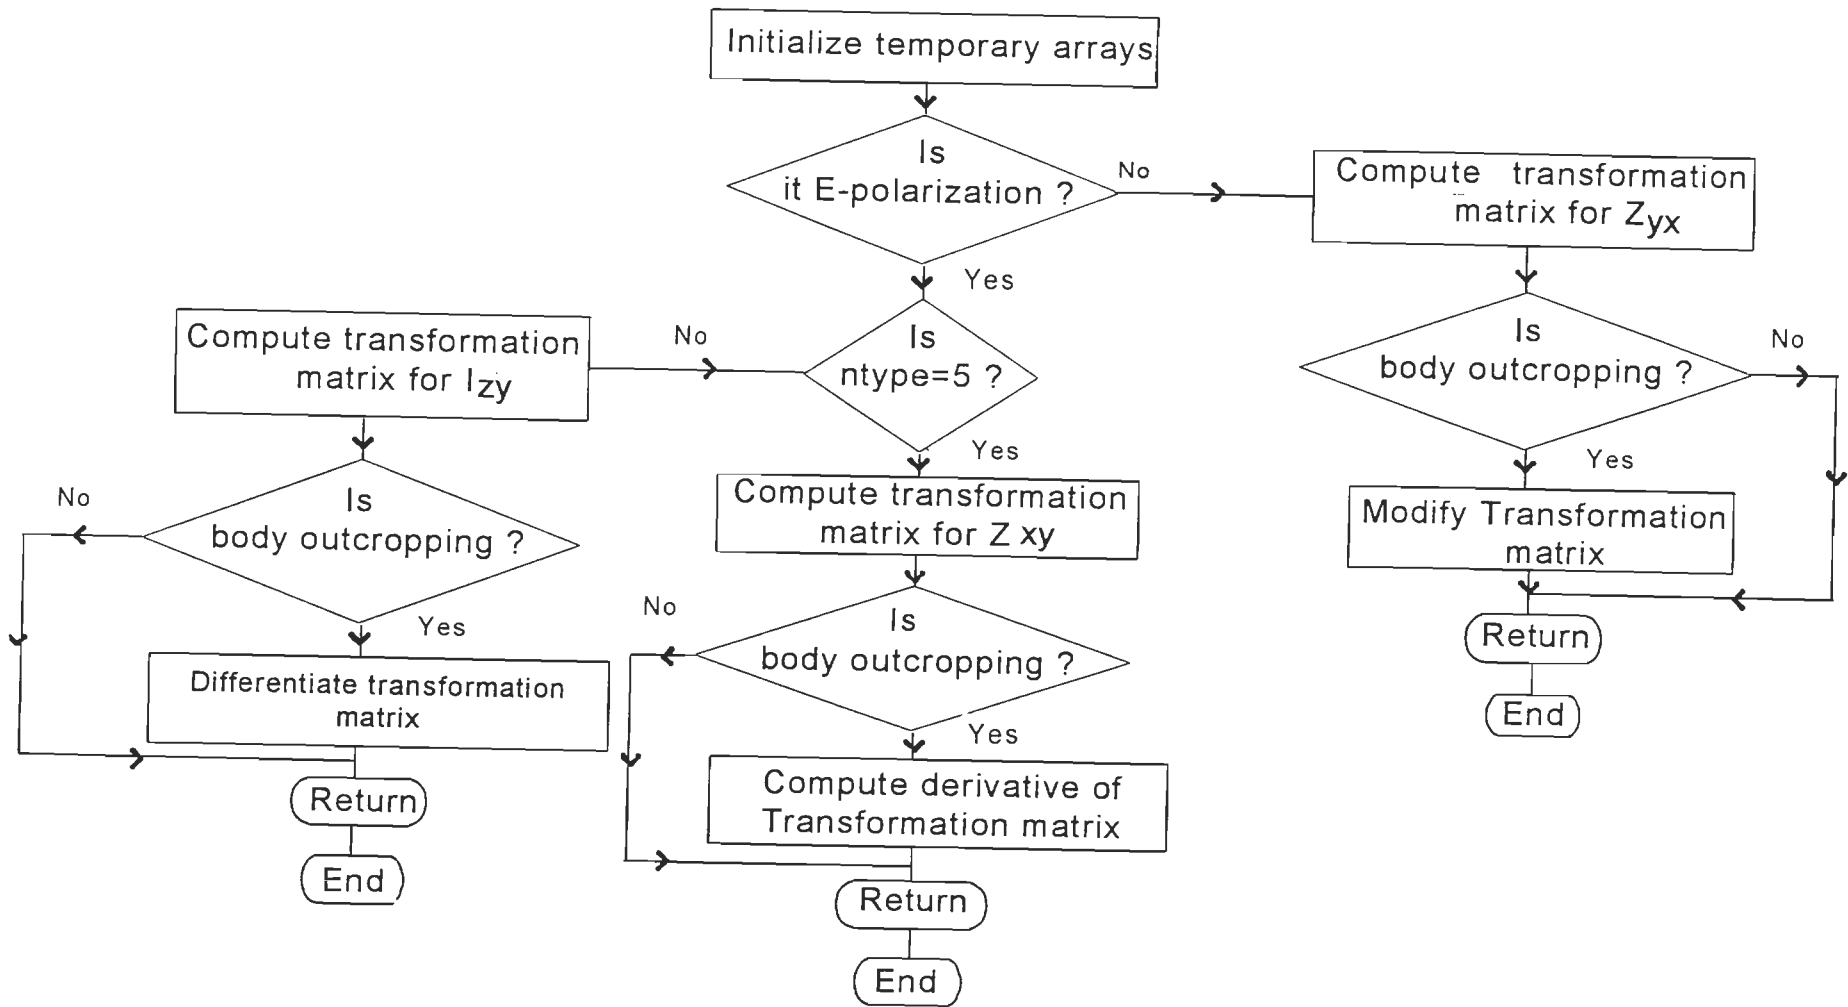 Initialize temporary arrays
Is
it E-polarization ?
No
Yes
Compute transformation
matrix for Zyx
Is
body outcropping ?
No
Yes
Modify Transformation
matrix
Return
End
Is
ntype=5 ?
No
Yes
Compute transformation
matrix for Izy
Is
body outcropping ?
No
Yes
Differentiate transformation
matrix
Return
End
Compute transformation
matrix for Z xy
Is
body outcropping ?
No
Yes
Compute derivative of
Transformation matrix
Return
End